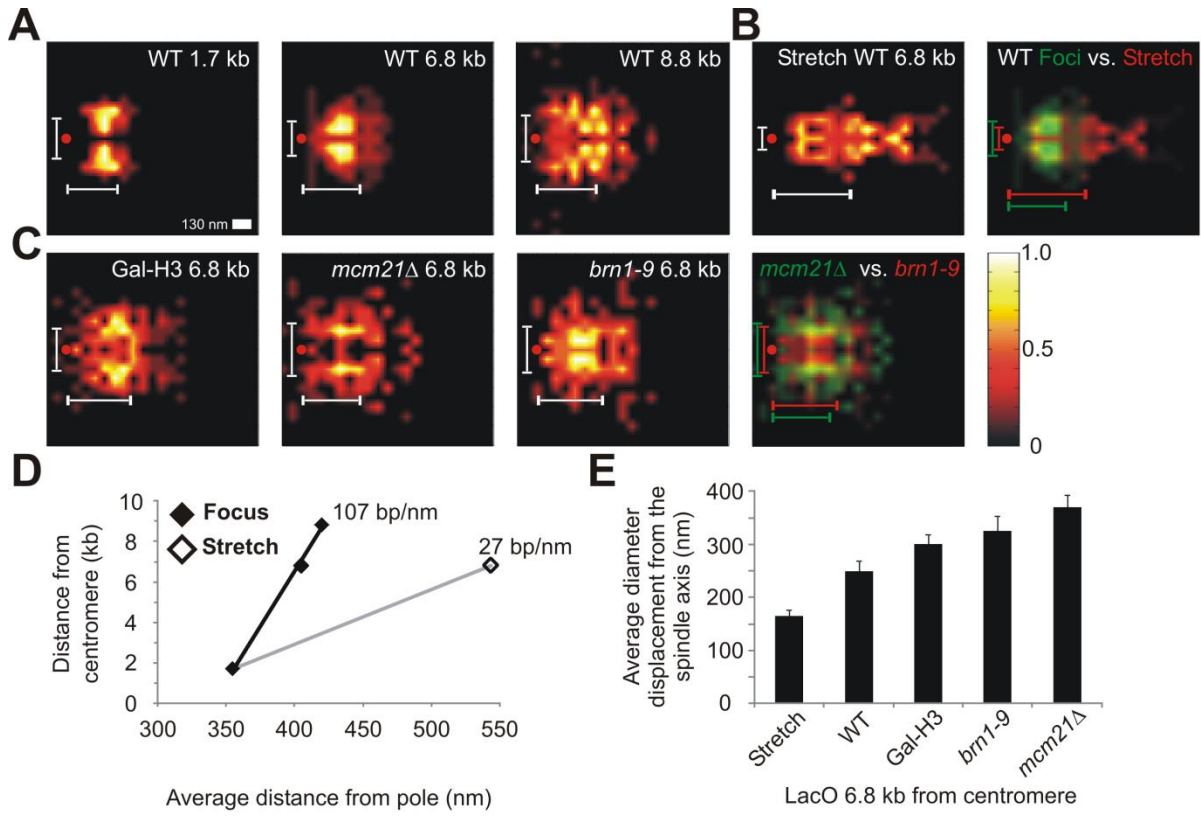 A
B
WT 1.7 kb
WT 6.8 kb
WT 8.8 kb
Stretch WT 6.8 kb
WT Foci vs. Stretch
130 nm
C
Gal-H3 6.8 kb
mcm21Δ 6.8 kb
brn1-9 6.8 kb
mcm21Δ vs. brn1-9
1.0
0.5
0
D
Distance from
centromere (kb)
10
8
6
4
2
0
Focus
Stretch
107 bp/nm
27 bp/nm
300
350
400
450
500
550
Average distance from pole (nm)
E
Average diameter
displacement from the
spindle axis (nm)
400
300
200
150
100
0
Stretch
WT
Gal-H3
brn1-9
mcm21Δ
LacO 6.8 kb from centromere